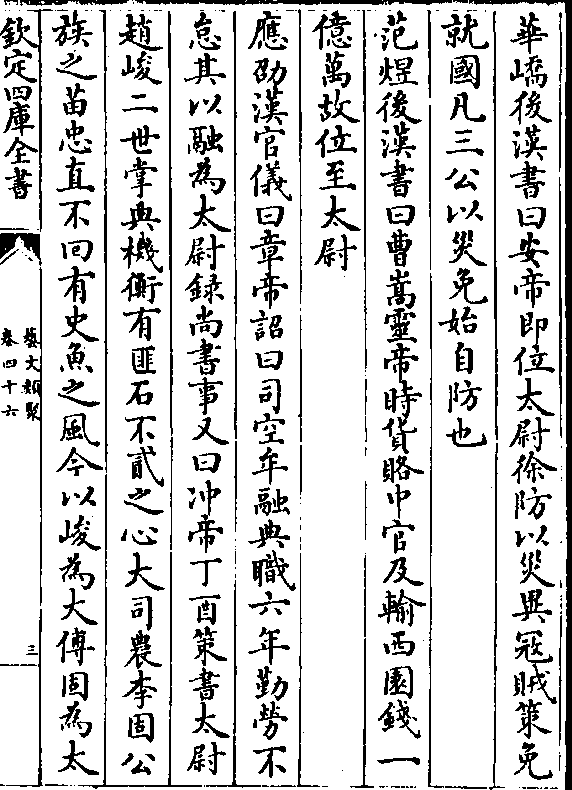 華嶠後漢書曰安帝即位太尉徐防以災異冦賊策免
就國凡三公以災免始自防也
范煜後漢書曰曹嵩靈帝時貨賂中官及輸西園錢一
億萬故位至太尉
應劭漢官儀曰章帝詔曰司空牟融典職六年勤勞不
怠其以融為太尉錄尚書事又曰冲帝丁酉策書太尉
趙峻二世掌典機衡有匪石不貳之心大司農李固公
族之苗忠直不回有史魚之風今以峻為大傅固為太
欽定四庫全書
藝文類聚
卷四十六
三